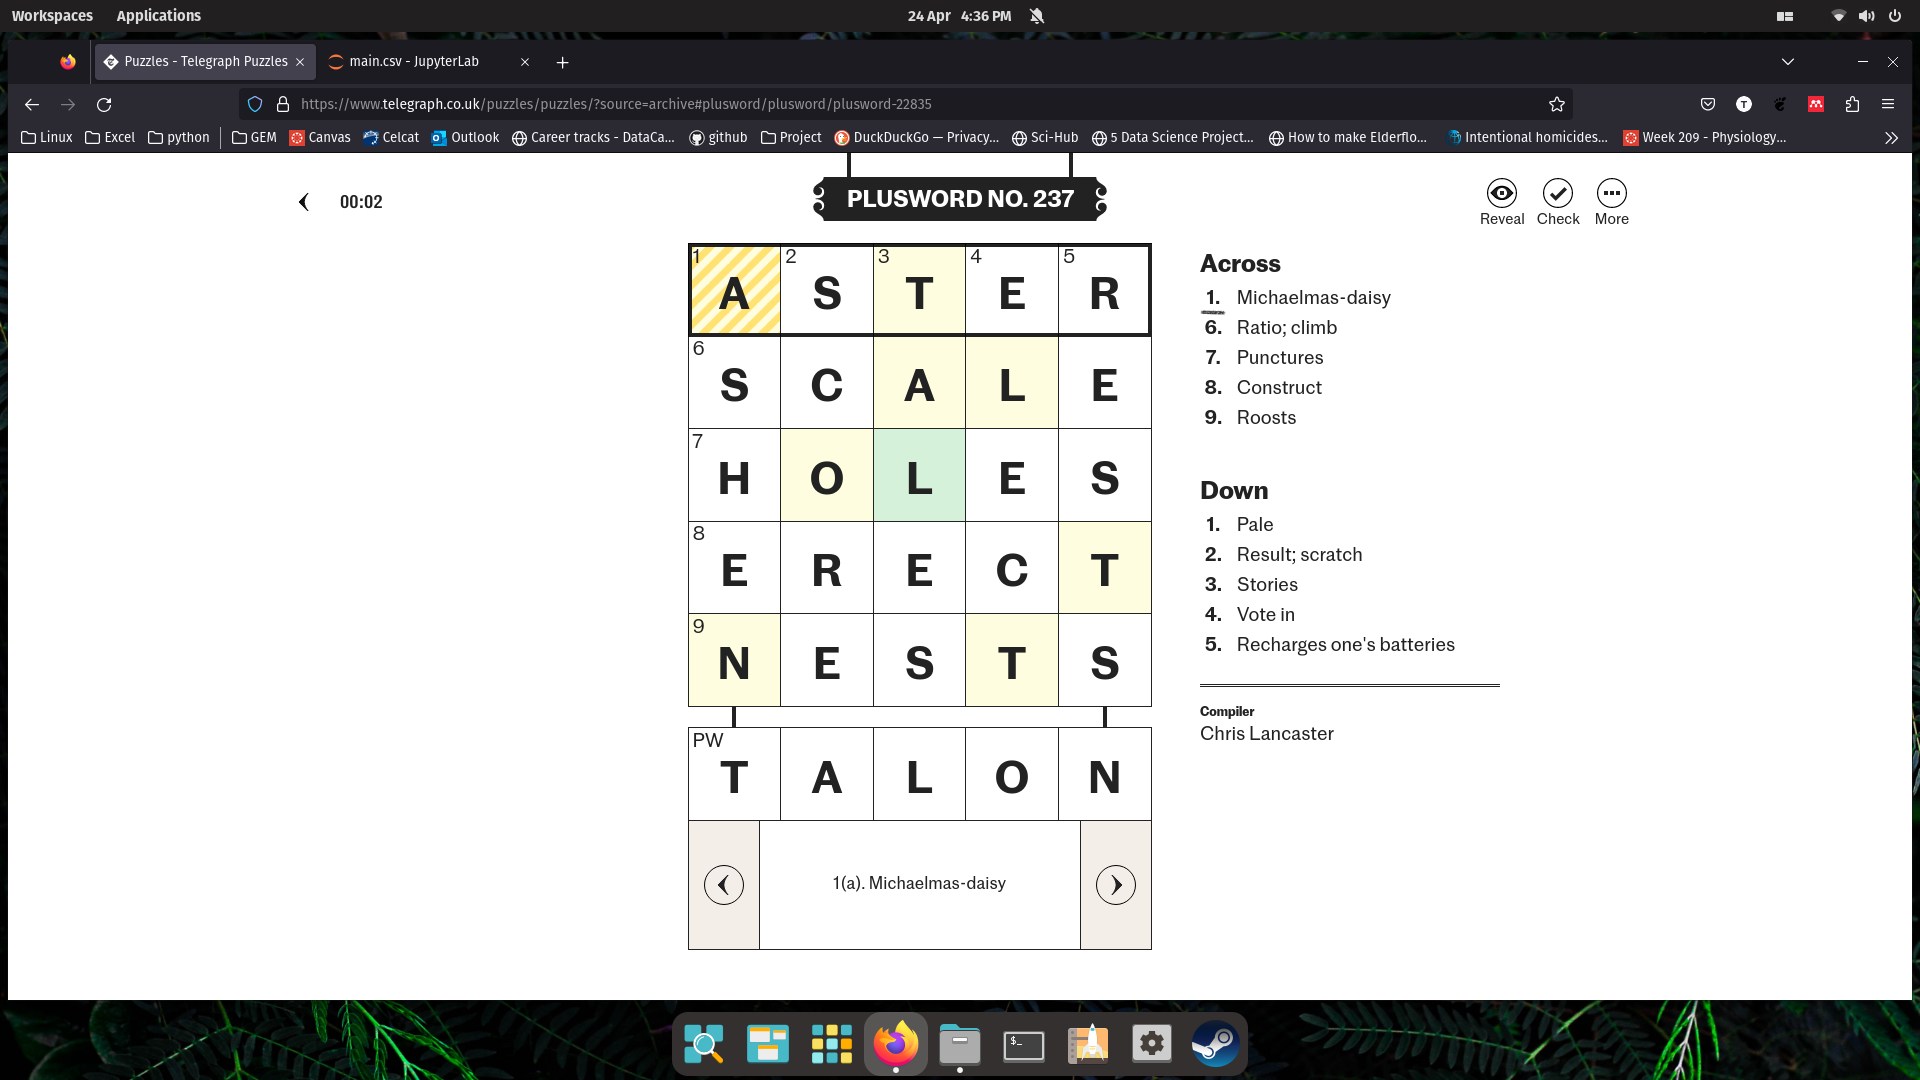 Workspaces Applications 24 Apr 4:36 PM
Puzzles - Telegraph Puzzles main.csv - JupyterLab
https://www.telegraph.co.uk/puzzles/puzzles/?source=archive#plusword/plusword/plusword-22835
Linux Excel python GEM Canvas Celcat Outlook Career tracks - DataCa... github Project DuckDuckGo — Privacy... Sci-Hub 5 Data Science Project... How to make Elderflo... Intentional homicides... Week 209 - Physiology...
00:02
PLUSWORD NO. 237
Reveal Check More
1 A 2 S 3 T 4 E 5 R
6 S C A L E
7 H O L E S
8 E R E C T
9 N E S T S
PW T A L O N
1(a). Michaelmas-daisy
Across
1. Michaelmas-daisy
6. Ratio; climb
7. Punctures
8. Construct
9. Roosts
Down
1. Pale
2. Result; scratch
3. Stories
4. Vote in
5. Recharges one's batteries
Compiler
Chris Lancaster
$_